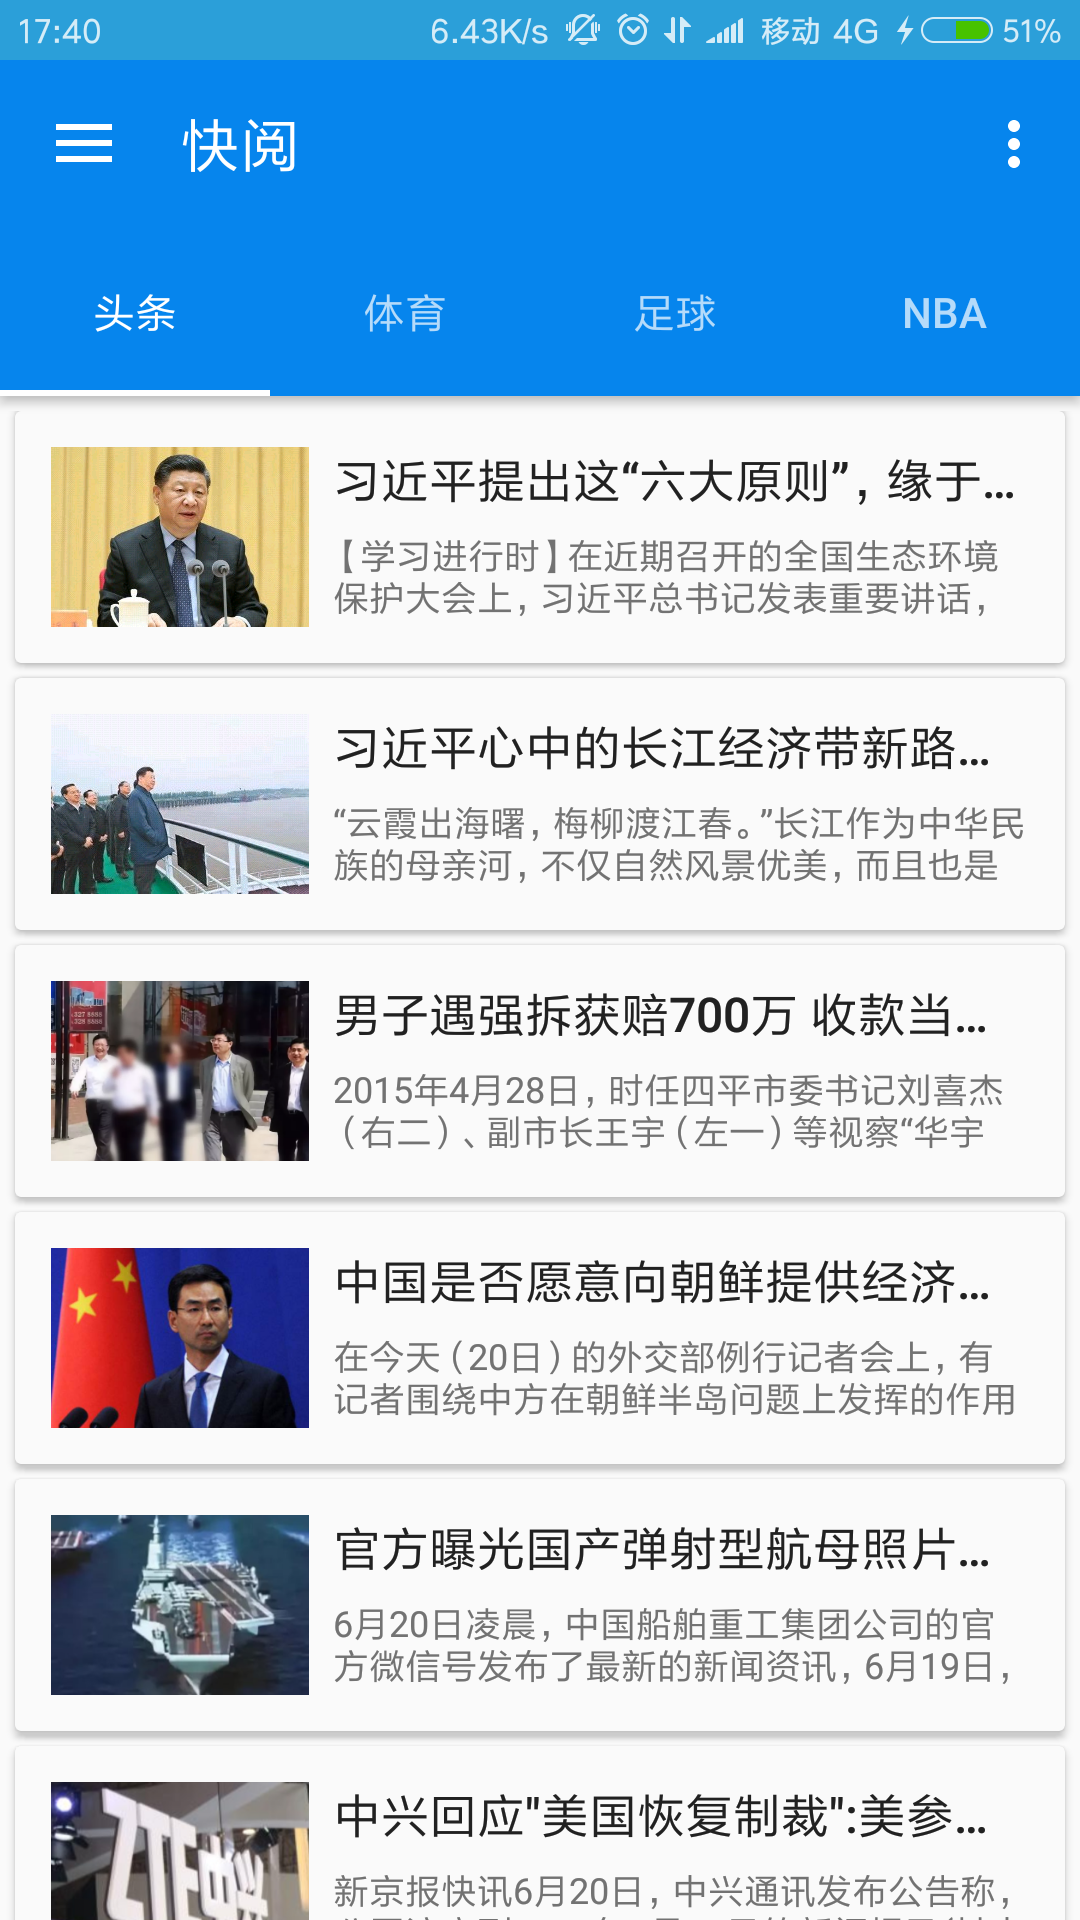 17:40 6.43K/s 移动 4G 51%
快阅
头条 体育 足球 NBA
习近平提出这“六大原则”，缘于...
【学习进行时】在近期召开的全国生态环境
保护大会上，习近平总书记发表重要讲话，
习近平心中的长江经济带新路...
“云霞出海曙，梅柳渡江春。”长江作为中华民
族的母亲河，不仅自然风景优美，而且也是
男子遇强拆获赔700万 收款当...
2015年4月28日，时任四平市委书记刘喜杰
（右二）、副市长王宇（左一）等视察“华宇
中国是否愿意向朝鲜提供经济...
在今天（20日）的外交部例行记者会上，有
记者围绕中方在朝鲜半岛问题上发挥的作用
官方曝光国产弹射型航母照片...
6月20日凌晨，中国船舶重工集团公司的官
方微信号发布了最新的新闻资讯，6月19日，
中兴回应"美国恢复制裁":美参...
ZTE中兴
新京报快讯6月20日，中兴通讯发布公告称，